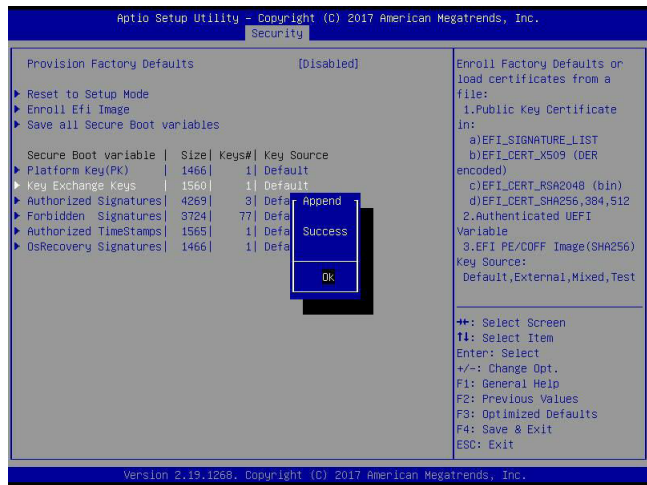 Aptio Setup Utility – Copyright (C) 2017 American Megatrends, Inc.
Security
Provision Factory Defaults [Disabled]
Reset to Setup Mode
Enroll Efi Image
Save all Secure Boot variables
Secure Boot variable | Size| Keys#| Key Source
Platform Key(PK) | 1466| 1| Default
Key Exchange Keys | 1560| 1| Default
Authorized Signatures| 4269| 3| Defa
Forbidden Signatures| 3724| 77| Defa
Authorized TimeStamps| 1565| 1| Defa
OsRecovery Signatures| 1466| 1| Defa
Append
Success
Ok
Enroll Factory Defaults or
load certificates from a
file:
1.Public Key Certificate
in:
a)EFI_SIGNATURE_LIST
b)EFI_CERT_X509 (DER
encoded)
c)EFI_CERT_RSA2048 (bin)
d)EFI_CERT_SHA256,384,512
2.Authenticated UEFI
Variable
3.EFI PE/COFF Image(SHA256)
Key Source:
Default,External,Mixed,Test
→←: Select Screen
↑↓: Select Item
Enter: Select
+/-: Change Opt.
F1: General Help
F2: Previous Values
F3: Optimized Defaults
F4: Save & Exit
ESC: Exit
Version 2.19.1268. Copyright (C) 2017 American Megatrends, Inc.